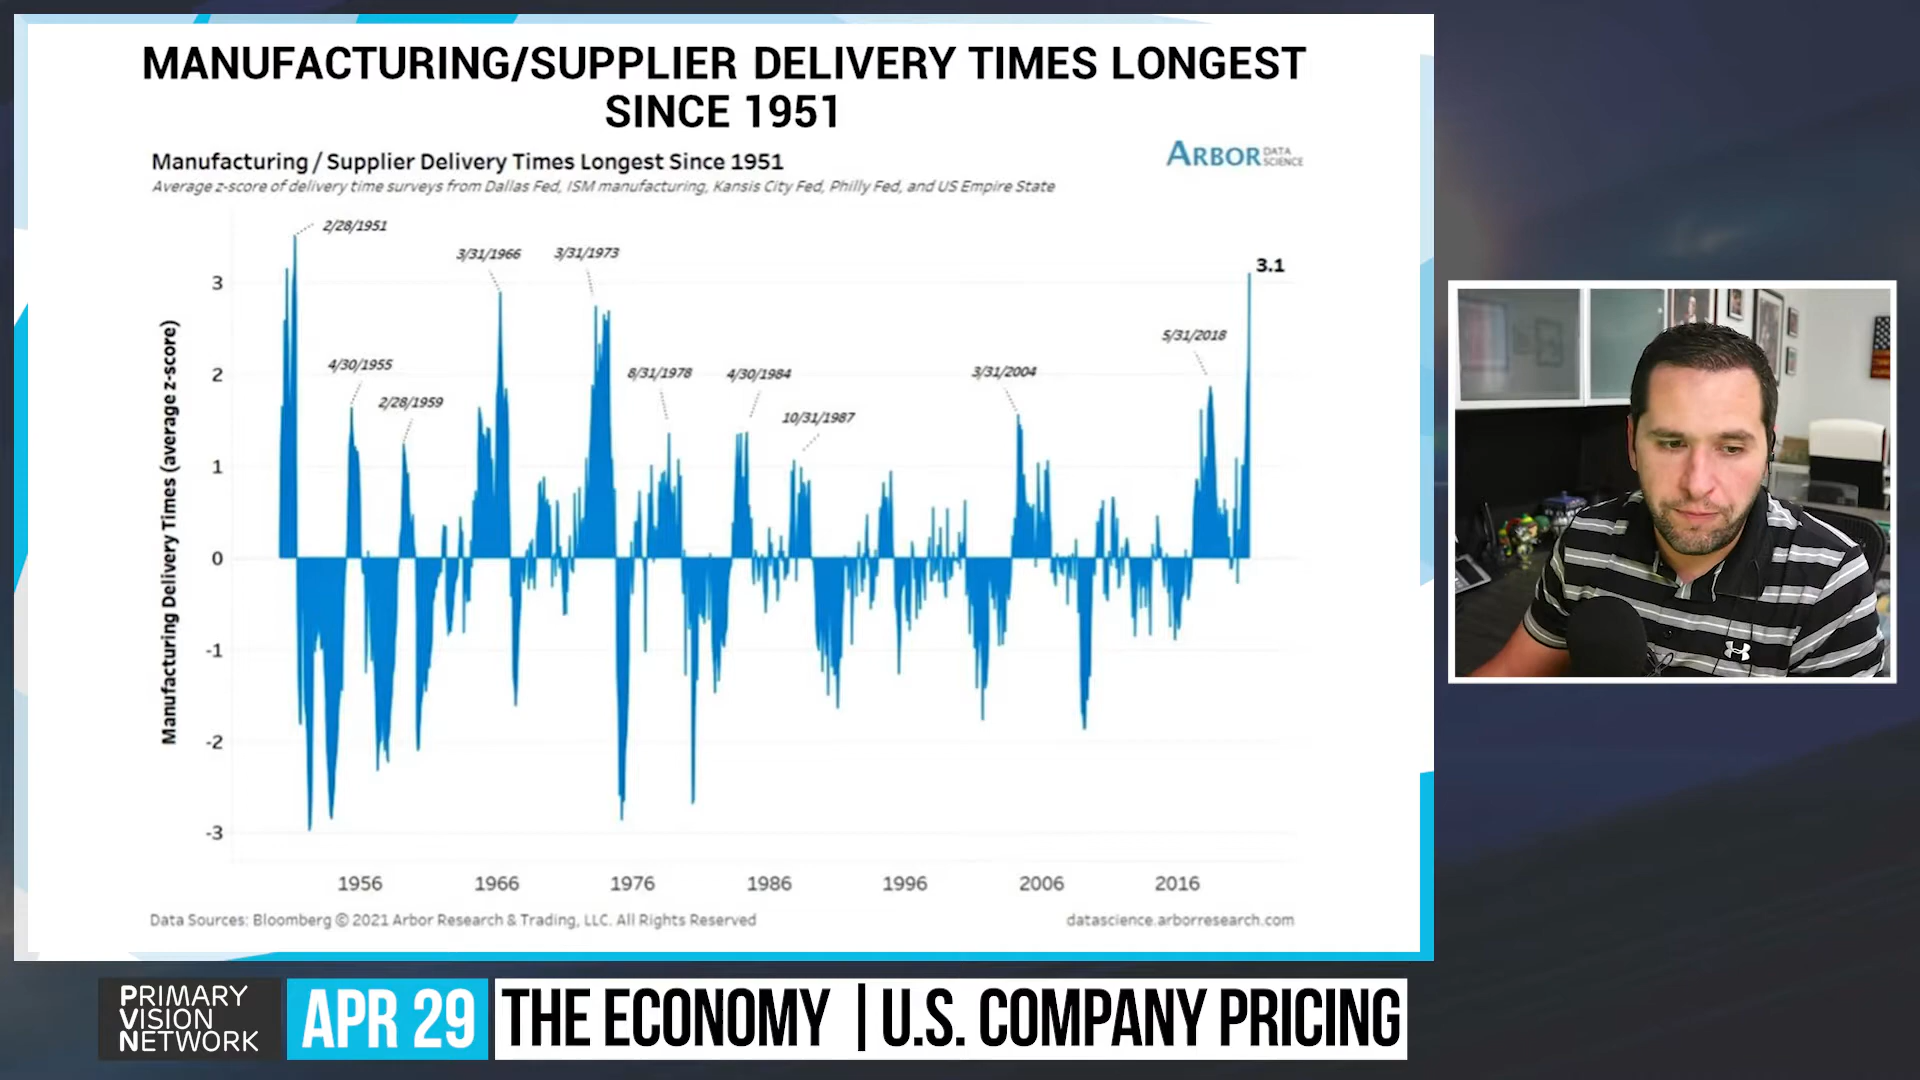 MANUFACTURING/SUPPLIER DELIVERY TIMES LONGEST
SINCE 1951
Manufacturing / Supplier Delivery Times Longest Since 1951
ARBOR DATA SCIENCE
Average z-score of delivery time surveys from Dallas Fed, ISM manufacturing, Kansis City Fed, Philly Fed, and US Empire State
2/28/1951
3/31/1966
3/31/1973
3.1
5/31/2018
4/30/1955
8/31/1978
4/30/1984
3/31/2004
2/28/1959
10/31/1987
Manufacturing Delivery Times (average z-score)
3
2
1
0
-1
-2
-3
1956
1966
1976
1986
1996
2006
2016
Data Sources: Bloomberg © 2021 Arbor Research & Trading, LLC. All Rights Reserved
datascience.arborresearch.com
PRIMARY
VISION
NETWORK
APR 29
THE ECONOMY | U.S. COMPANY PRICING